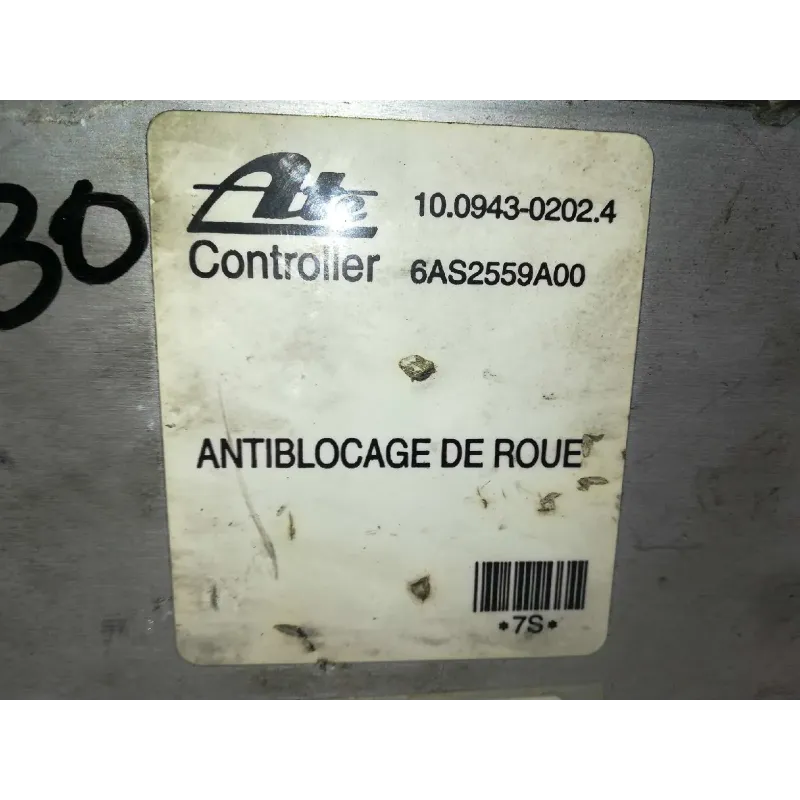 Ate 10.0943-0202.4
Controller 6AS2559A00
30
ANTIBLOCAGE DE ROUE
*7S*